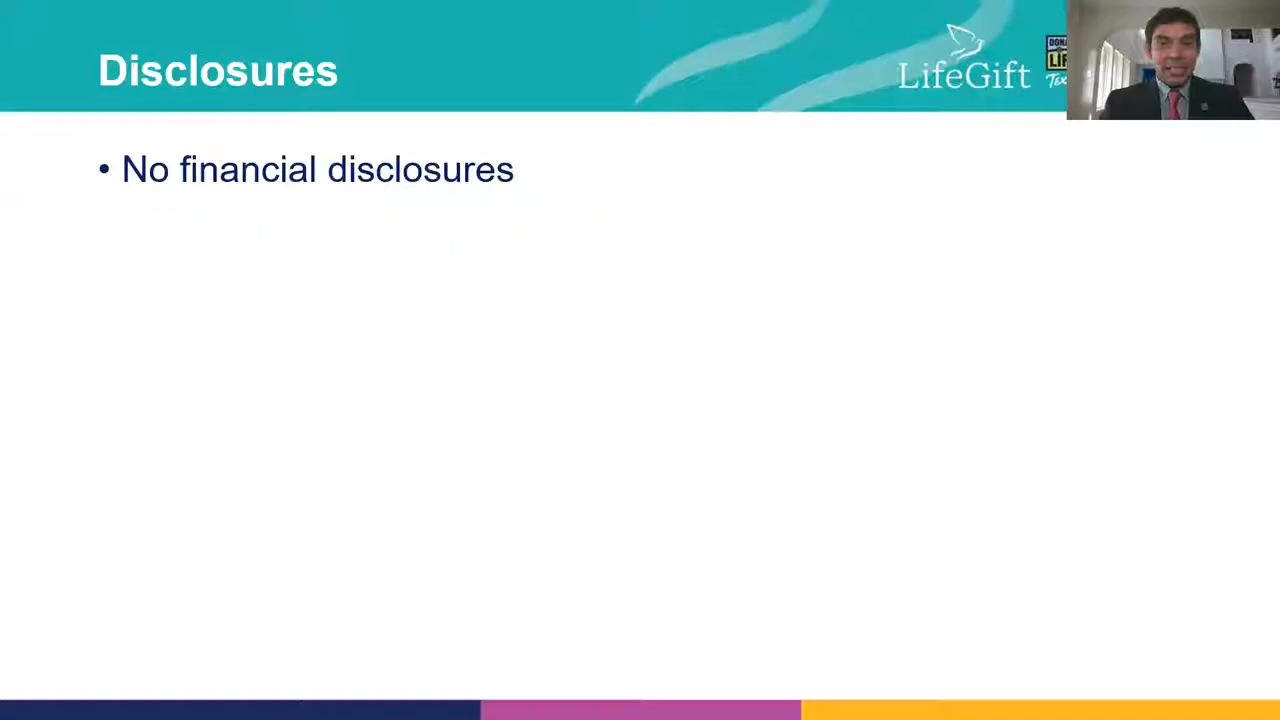 Disclosures
LifeGift
• No financial disclosures